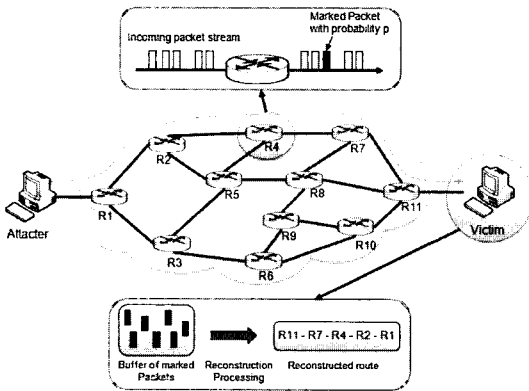 Marked Packet
with probability p
Incoming packet stream
R4
R7
R2
R5
R8
R11
R1
Attacter
Victim
R9
R10
R3
R6
R11 - R7 - R4 - R2 - R1
Buffer of marked
Packets
Reconstruction
Processing
Reconstructed route